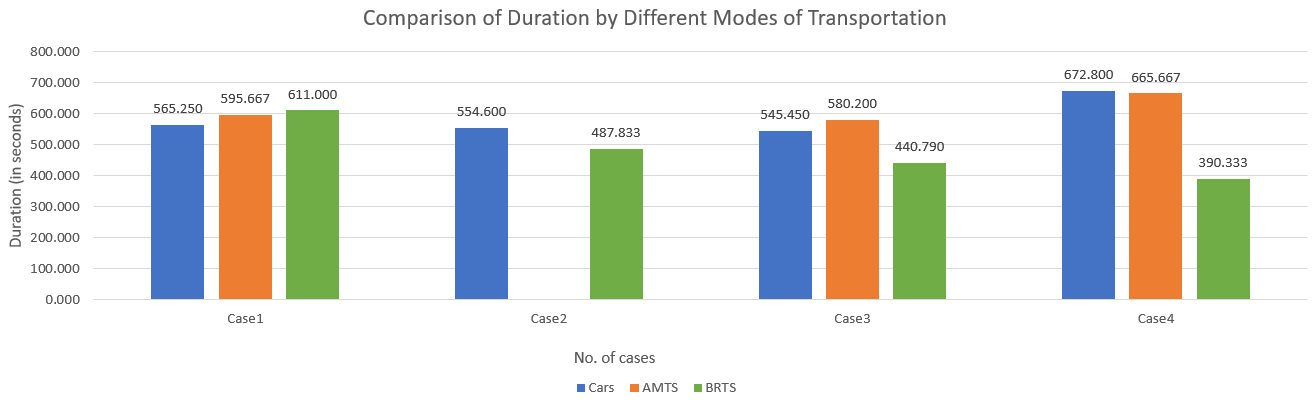 Comparison of Duration by Different Modes of Transportation
Duration (in seconds)
800.000
700.000
600.000
500.000
400.000
300.000
200.000
100.000
0.000
565.250 595.667 611.000
554.600 487.833
545.450 580.200 440.790
672.800 665.667 390.333
Case1 Case2 Case3 Case4
No. of cases
Cars AMTS BRTS